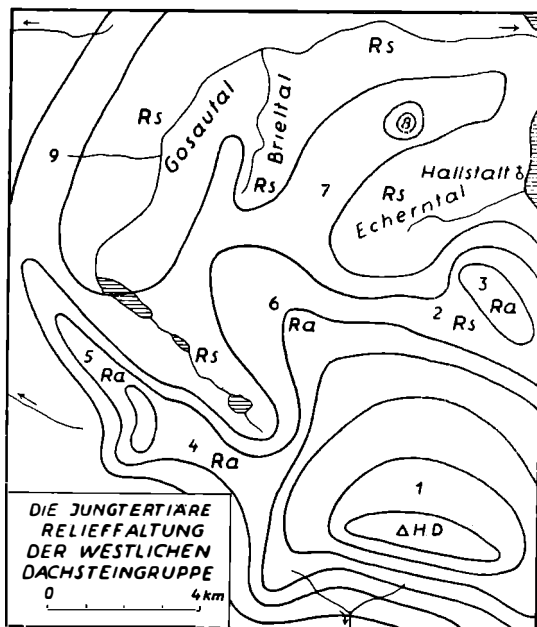 Rs
Rs
Gosautal
Brieltal
8
9
Rs
7
Rs
Hallstatt
Echerntal
3
Ra
6
Ra
2
Rs
Rs
5
Ra
4
Ra
1
HD
DIE JUNGTERTIÄRE
RELIEFFALTUNG
DER WESTLICHEN
DACHSTEINGRUPPE
0 4 km